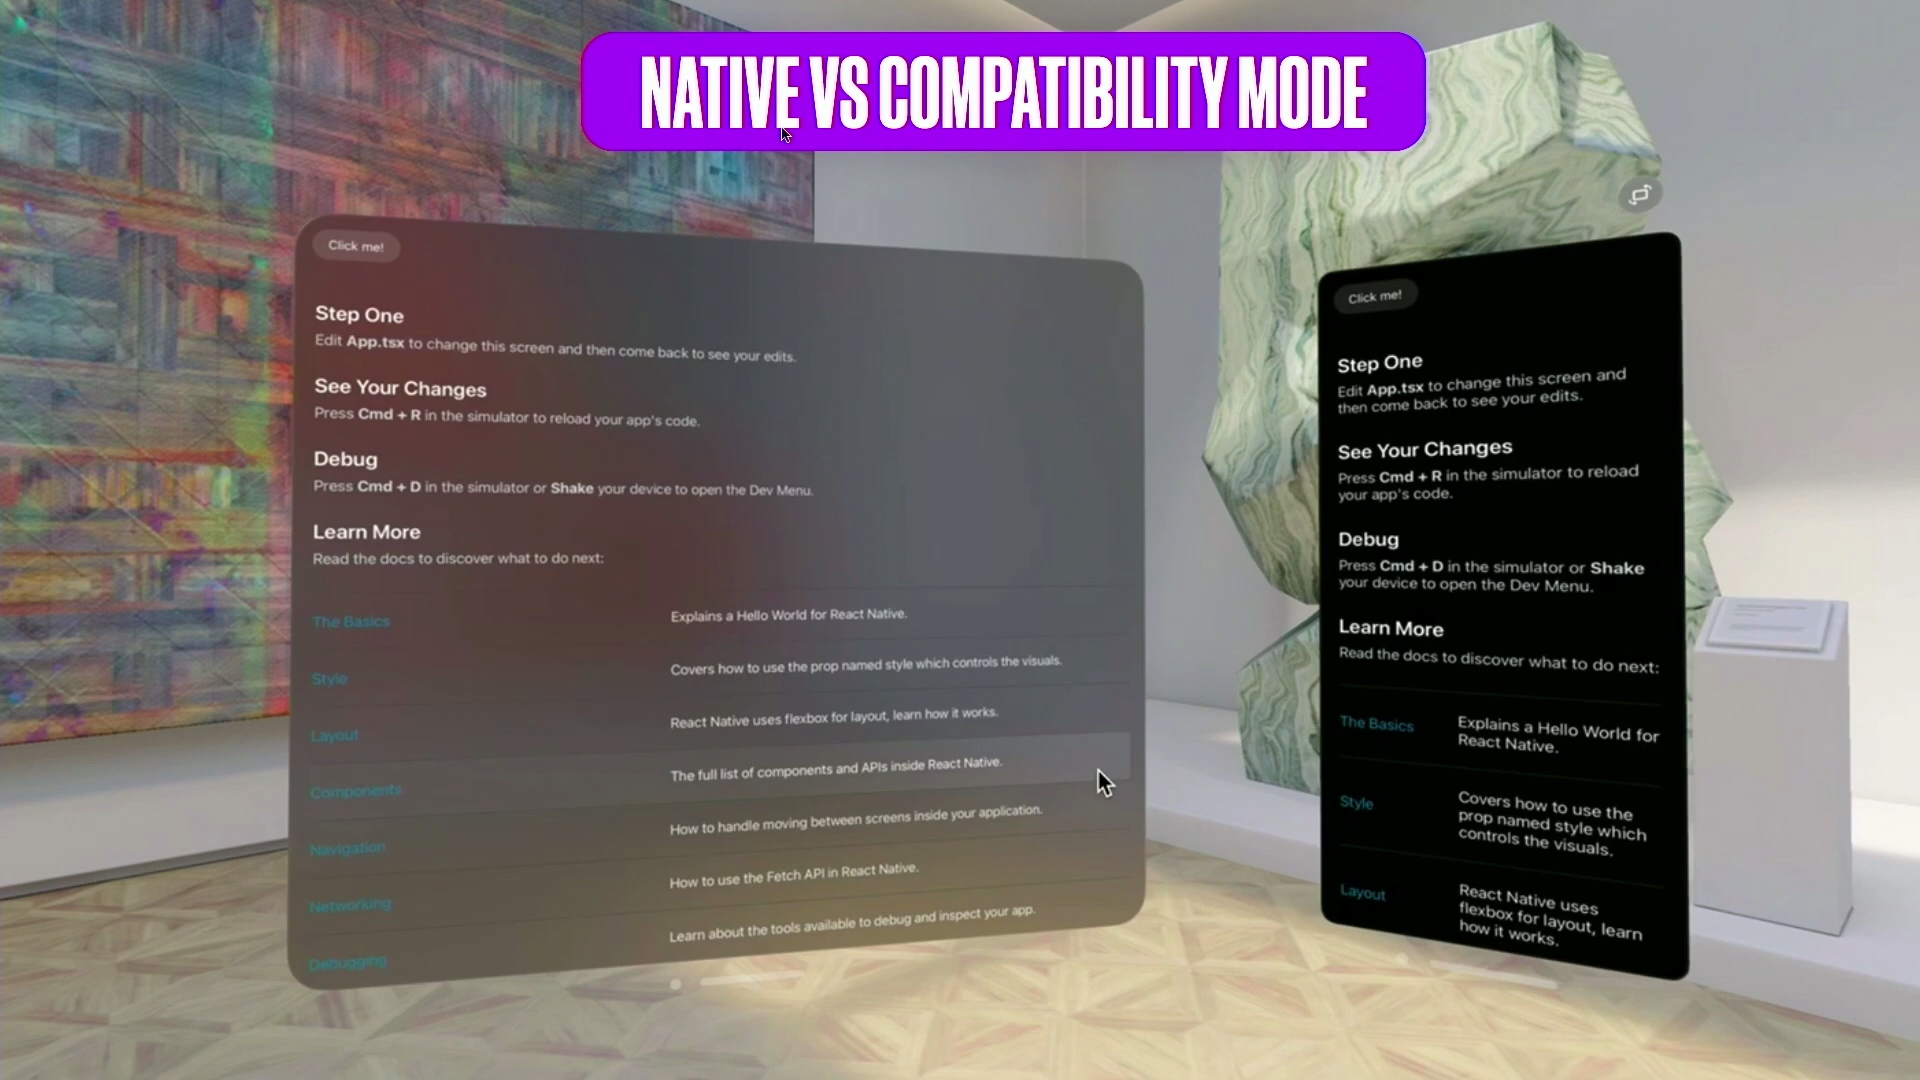 NATIVE VS COMPATIBILITY MODE
Click me!
Step One
Edit App.tsx to change this screen and then come back to see your edits.
See Your Changes
Press Cmd + R in the simulator to reload your app's code.
Debug
Press Cmd + D in the simulator or Shake your device to open the Dev Menu.
Learn More
Read the docs to discover what to do next:
The Basics
Explains a Hello World for React Native.
Style
Covers how to use the prop named style which controls the visuals.
Layout
React Native uses flexbox for layout, learn how it works.
Components
The full list of components and APIs inside React Native.
Navigation
How to handle moving between screens inside your application.
Networking
How to use the Fetch API in React Native.
Debugging
Learn about the tools available to debug and inspect your app.
Click me!
Step One
Edit App.tsx to change this screen and
then come back to see your edits.
See Your Changes
Press Cmd + R in the simulator to reload
your app's code.
Debug
Press Cmd + D in the simulator or Shake
your device to open the Dev Menu.
Learn More
Read the docs to discover what to do next:
The Basics
Explains a Hello World for
React Native.
Style
Covers how to use the
prop named style which
controls the visuals.
Layout
React Native uses
flexbox for layout, learn
how it works.